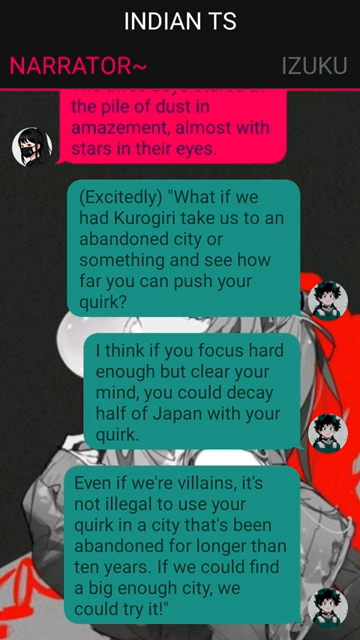 INDIAN TS
NARRATOR~ IZUKU
the pile of dust in
amazement, almost with
stars in their eyes.
(Excitedly) "What if we
had Kurogiri take us to an
abandoned city or
something and see how
far you can push your
quirk?
I think if you focus hard
enough but clear your
mind, you could decay
half of Japan with your
quirk.
Even if we're villains, it's
not illegal to use your
quirk in a city that's been
abandoned for longer than
ten years. If we could find
a big enough city, we
could try it!"